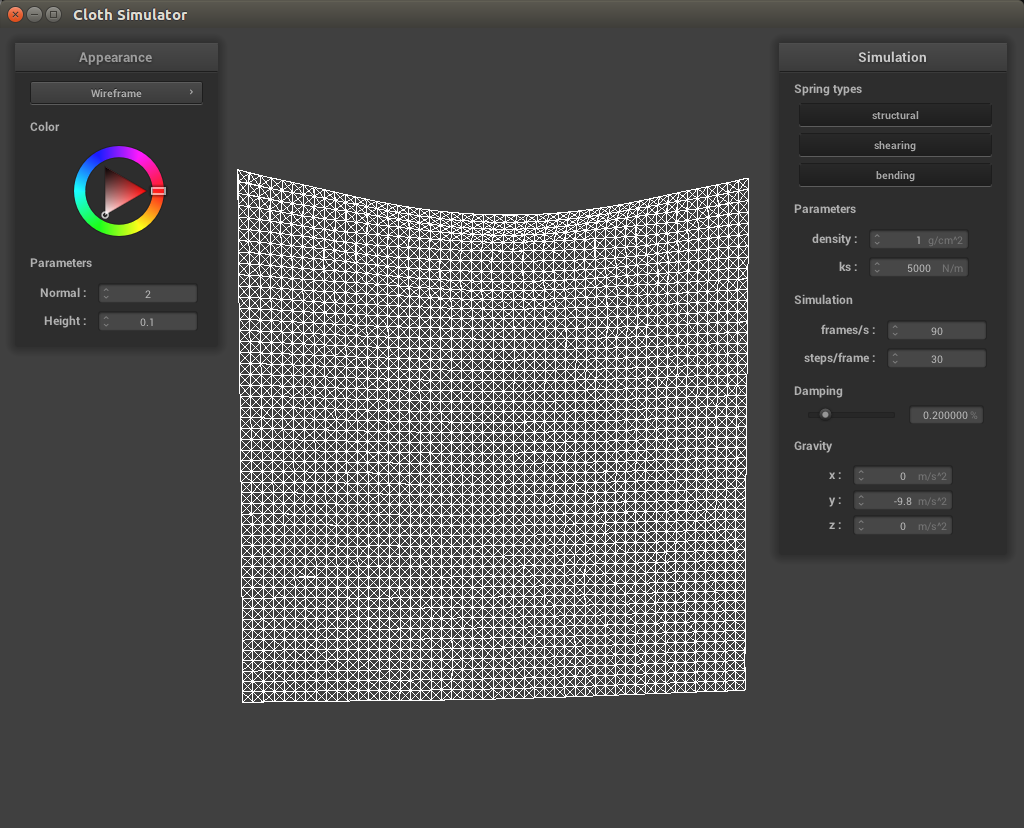 Cloth Simulator
Appearance
Wireframe
Color
Parameters
Normal : 2
Height : 0.1
Simulation
Spring types
structural
shearing
bending
Parameters
density : 1 g/cm^2
ks : 5000 N/m
Simulation
frames/s : 90
steps/frame : 30
Damping
0.200000 %
Gravity
x : 0 m/s^2
y : -9.8 m/s^2
z : 0 m/s^2